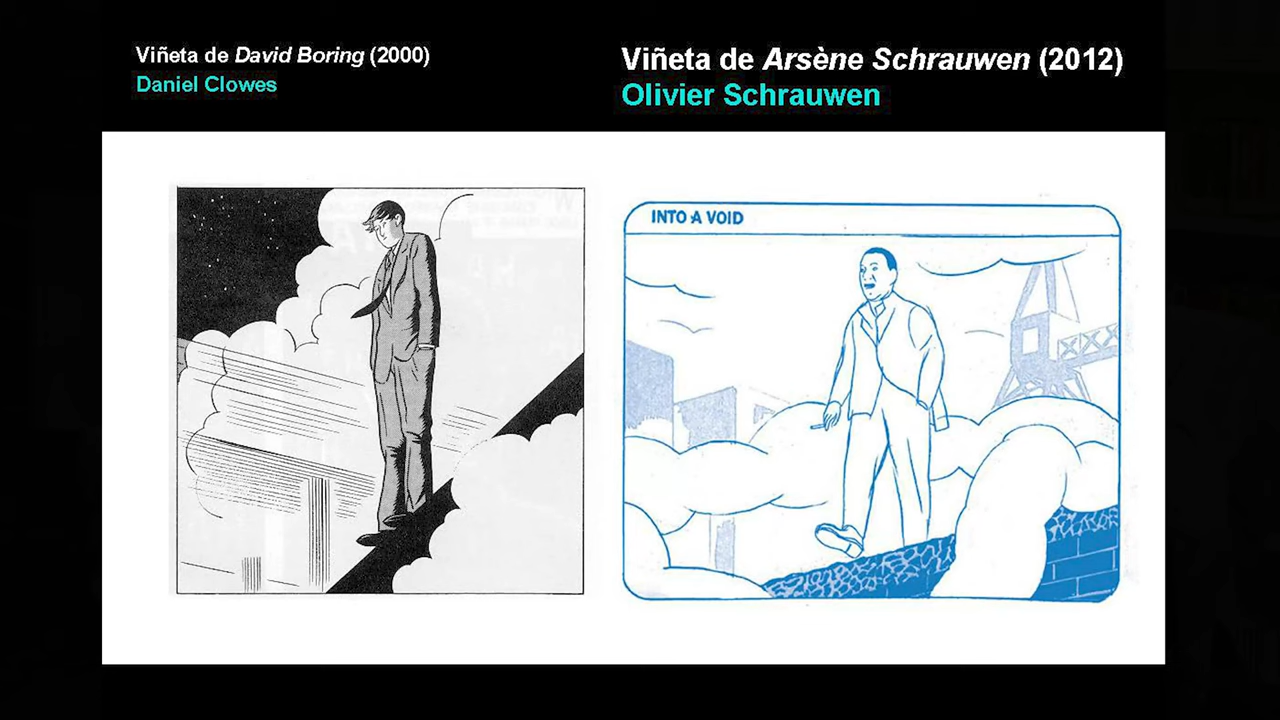 Viñeta de David Boring (2000)
Daniel Clowes
Viñeta de Arsène Schrauwen (2012)
Olivier Schrauwen
INTO A VOID